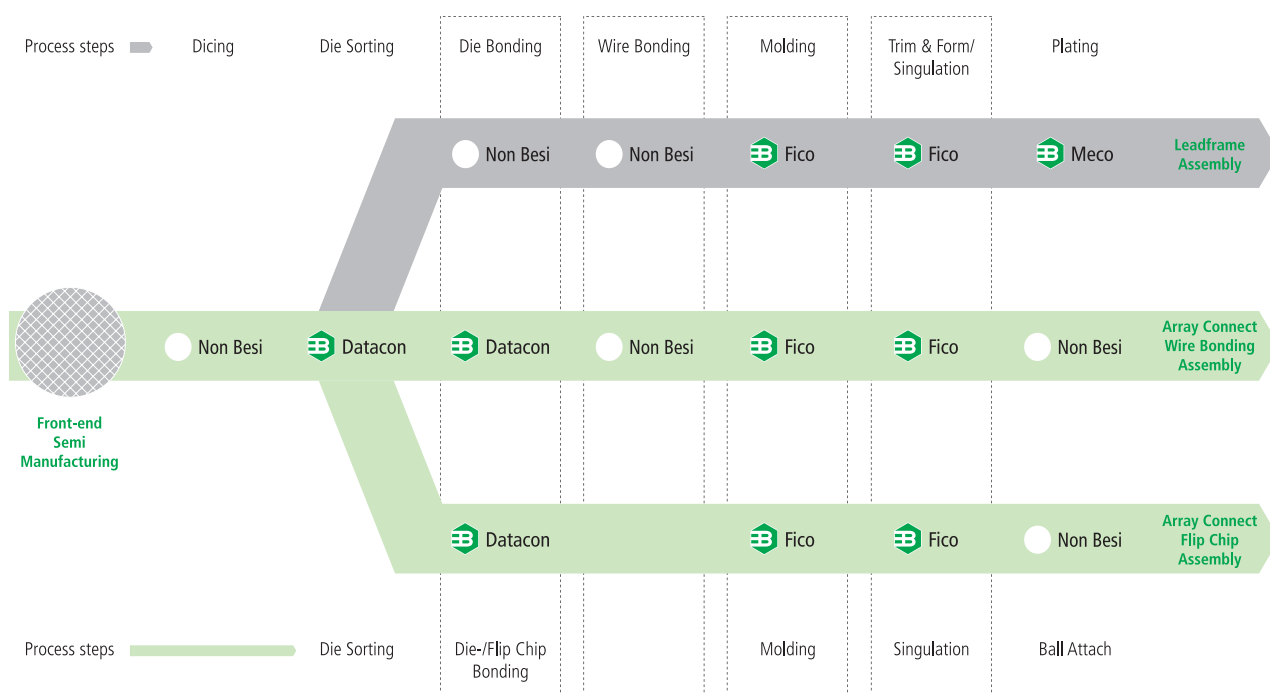 Process steps Dicing Die Sorting Die Bonding Wire Bonding Molding Trim & Form/ Plating
Singulation
Non Besi Non Besi Fico Fico Meco
Leadframe
Assembly
Non Besi Datacon Datacon Non Besi Fico Fico Non Besi
Array Connect
Wire Bonding
Assembly
Front-end
Semi
Manufacturing
Datacon Fico Fico Non Besi
Array Connect
Flip Chip
Assembly
Process steps Die Sorting Die-/Flip Chip Molding Singulation Ball Attach
Bonding